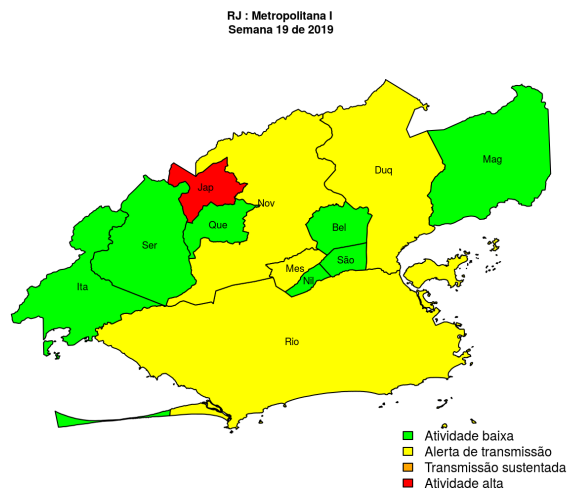 RJ : Metropolitana I
Semana 19 de 2019
Mag
Duq
Jap
Nov
Que
Bel
Ser
São
Mes
Nil
Ita
Rio
Atividade baixa
Alerta de transmissão
Transmissão sustentada
Atividade alta